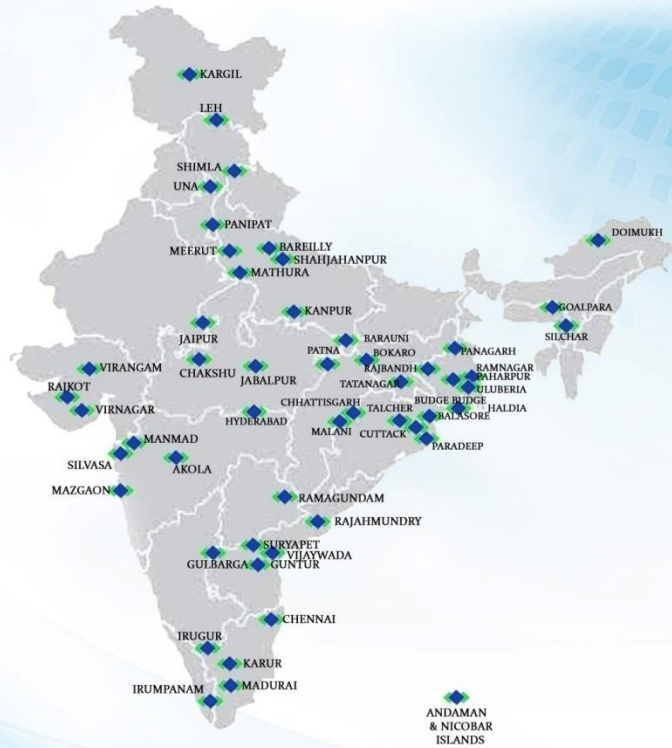 KARGIL
LEH
SHIMLA
UNA
PANIPAT
DOIMUKH
MEERUT
BAREILLY
SHAHJAHANPUR
MATHURA
GOALPARA
KANPUR
SILCHAR
JAIPUR
BARAUNI
PANAGARH
CHAKSHU
PATNA
BOKARO
VIRANGAM
JABALPUR
RAJBANDH
RAMNAGAR
PAHARPUR
TATANAGAR
ULUBERIA
RAJKOT
BUDGE BUDGE
VIRNAGAR
CHHATTISGARH
TALCHER
HALDIA
HYDERABAD
BALASORE
MALANI
CUTTACK
MANMAD
PARADEEP
SILVASA
AKOLA
MAZGAON
RAMAGUNDAM
RAJAHMUNDRY
SURYAPET
VIJAYWADA
GULBARGA
GUNTUR
CHENNAI
IRUGUR
KARUR
MADURAI
IRUMPANAM
ANDAMAN
& NICOBAR
ISLANDS